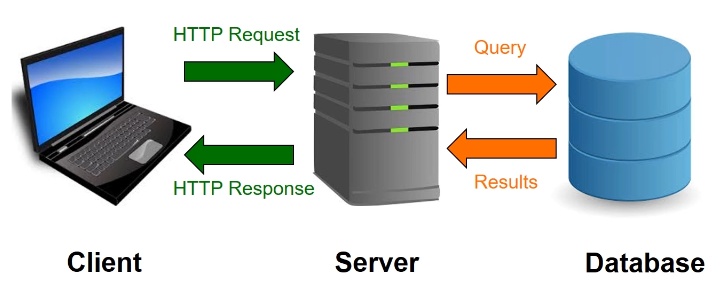 HTTP Request
Query
HTTP Response
Results
Client
Server
Database